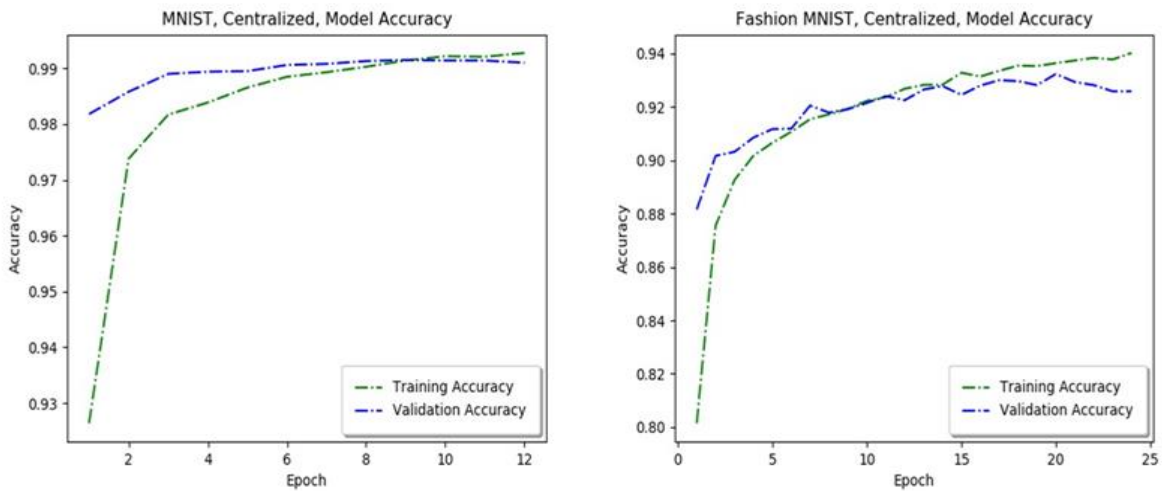 MNIST, Centralized, Model Accuracy
0.99
0.98
0.97
0.96
0.95
0.94
0.93
Accuracy
2
4
6
8
10
12
Epoch
Training Accuracy
Validation Accuracy
Fashion MNIST, Centralized, Model Accuracy
0.94
0.92
0.90
0.88
0.86
0.84
0.82
0.80
Accuracy
0
5
10
15
20
25
Epoch
Training Accuracy
Validation Accuracy